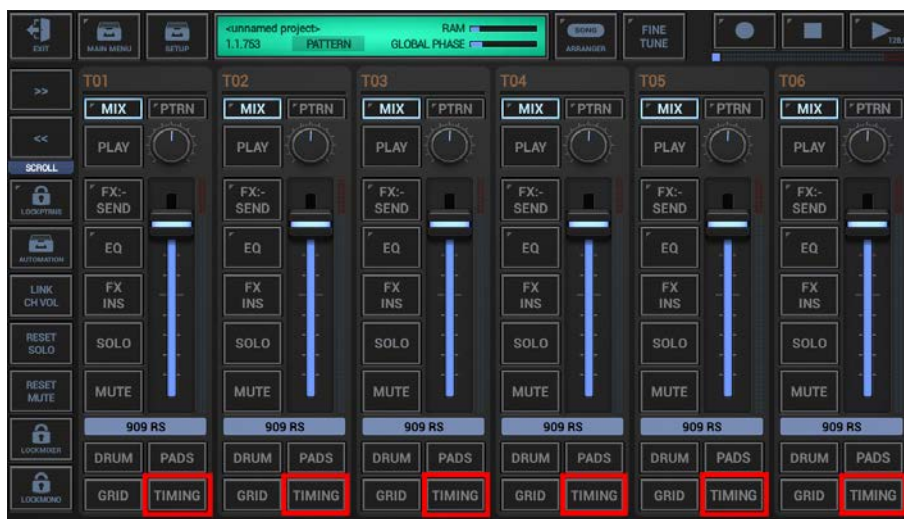 EXIT
MAIN MENU
SETUP
<unnamed project>
RAM
1.1.753
PATTERN
GLOBAL PHASE
SONG
ARRANGER
FINE
TUNE
>>
<<
SCROLL
LOCKPTRNS
AUTOMATION
LINK
CH VOL
RESET
SOLO
RESET
MUTE
LOCKMIXER
LOCKMONO
T01 T02 T03 T04 T05 T06
MIX PTRN MIX PTRN MIX PTRN MIX PTRN MIX PTRN MIX PTRN
PLAY PLAY PLAY PLAY PLAY PLAY
FX:- FX:- FX:- FX:- FX:- FX:-
SEND SEND SEND SEND SEND SEND
EQ EQ EQ EQ EQ EQ
FX FX FX FX FX FX
INS INS INS INS INS INS
SOLO SOLO SOLO SOLO SOLO SOLO
MUTE MUTE MUTE MUTE MUTE MUTE
909 RS 909 RS 909 RS 909 RS 909 RS 909 RS
DRUM PADS DRUM PADS DRUM PADS DRUM PADS DRUM PADS DRUM PADS
GRID TIMING GRID TIMING GRID TIMING GRID TIMING GRID TIMING GRID TIMING